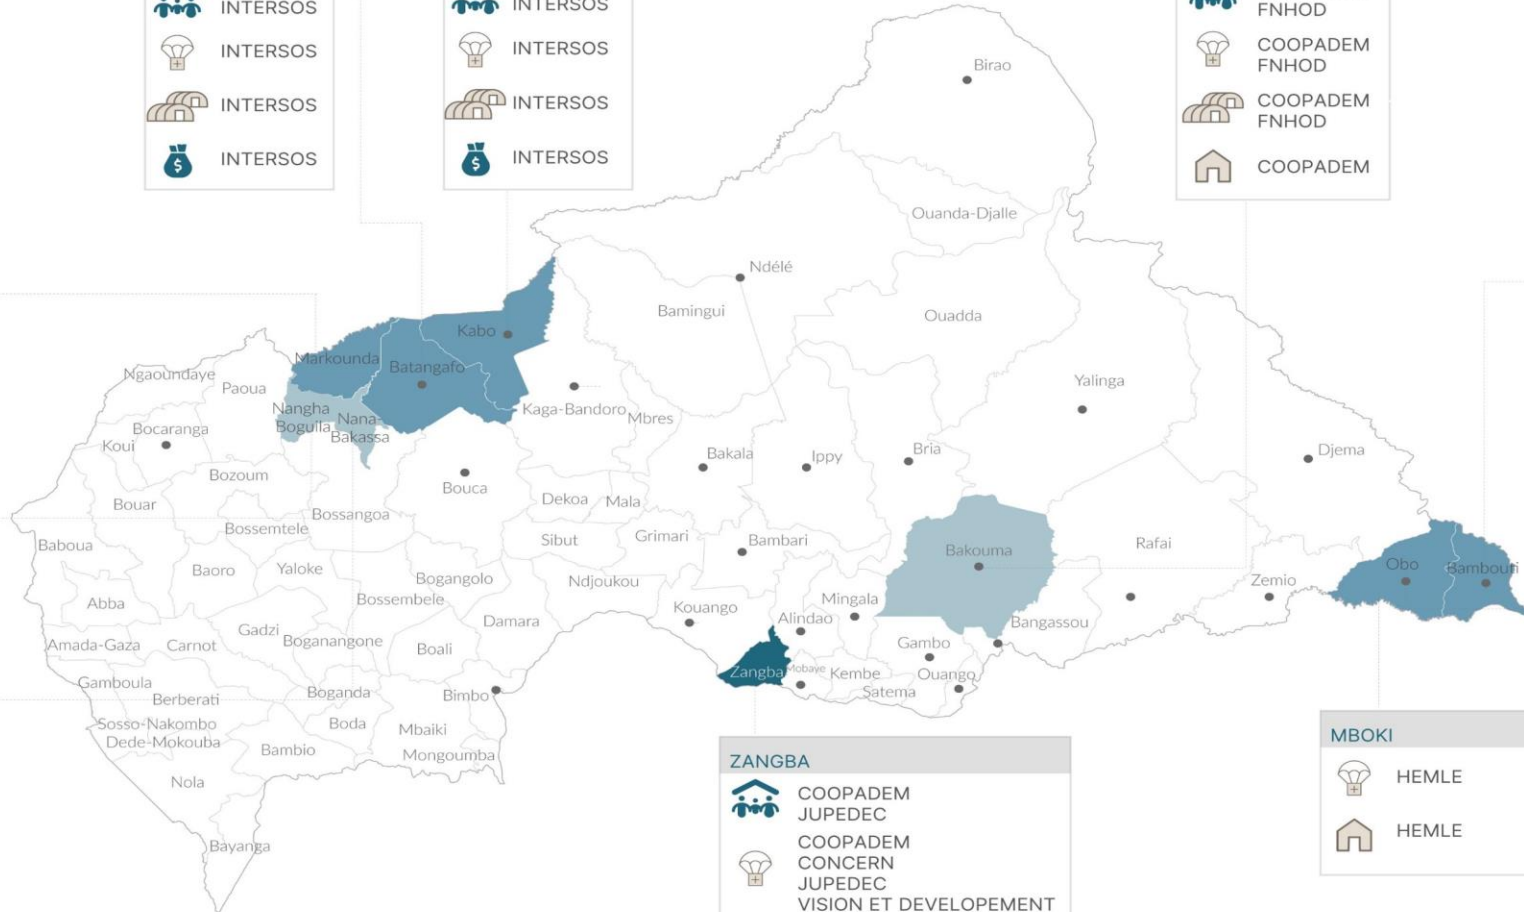 INTERSOS
INTERSOS
INTERSOS
INTERSOS
INTERSOS
INTERSOS
INTERSOS
INTERSOS
FNHOD
COOPADEM
FNHOD
COOPADEM
FNHOD
COOPADEM
Birao
Ouanda-Djalle
Ndélé
Bamingui
Ouadda
Kabo
Markounda
Batangafo
Ngaoundaye
Paoua
Yalinga
Nangha
Boguila
Nana-
Bakassa
Kaga-Bandoro
Mbres
Bocaranga
Koui
Bakala
Ippy
Bria
Djema
Bozoum
Bouca
Bouar
Dekoa
Mala
Bossangoa
Bossemtele
Sibut
Grimari
Bambari
Bakouma
Rafai
Baboua
Obo
Bambouti
Baoro
Yaloke
Bogangolo
Ndjoukou
Zemio
Abba
Bossembele
Mingala
Kouango
Damara
Alindao
Bangassou
Gadzi
Amada-Gaza
Carnot
Boganangone
Boali
Gambo
Zangba
Mobaye
Kembe
Ouango
Gamboula
Berberati
Boganda
Bimbo
Satema
Sosso-Nakombo
Boda
Mbaiki
Dede-Mokouba
Bambio
Mongoumba
Nola
Bayanga
ZANGBA
COOPADEM
JUPEDEC
COOPADEM
CONCERN
JUPEDEC
VISION ET DEVELOPEMENT
MBOKI
HEMLE
HEMLE